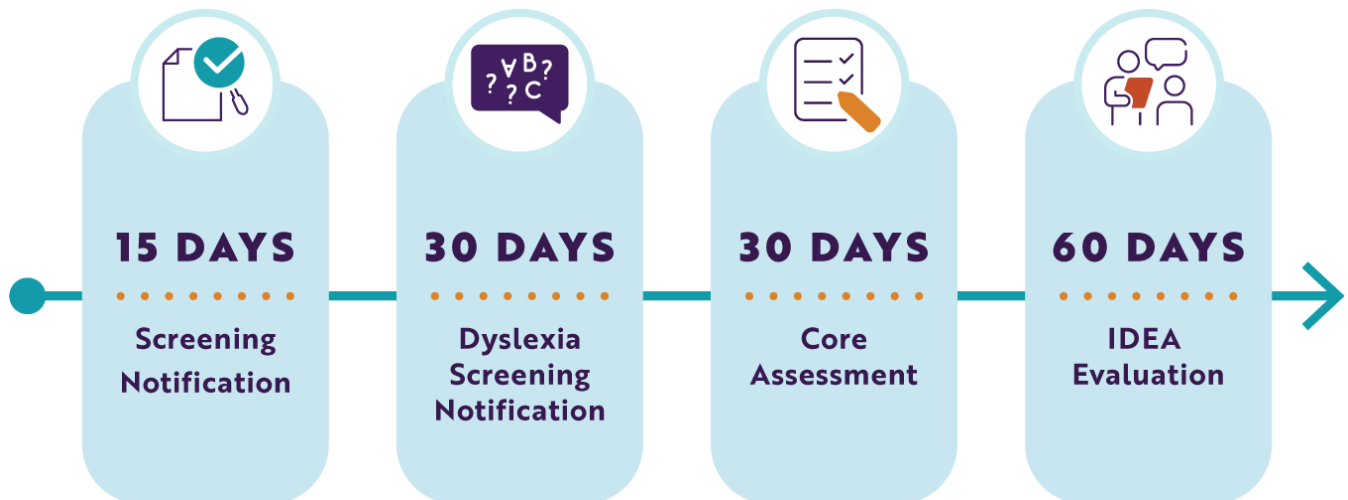 ∀ B ?
? ? C
15 DAYS
Screening
Notification
30 DAYS
Dyslexia
Screening
Notification
30 DAYS
Core
Assessment
60 DAYS
IDEA
Evaluation